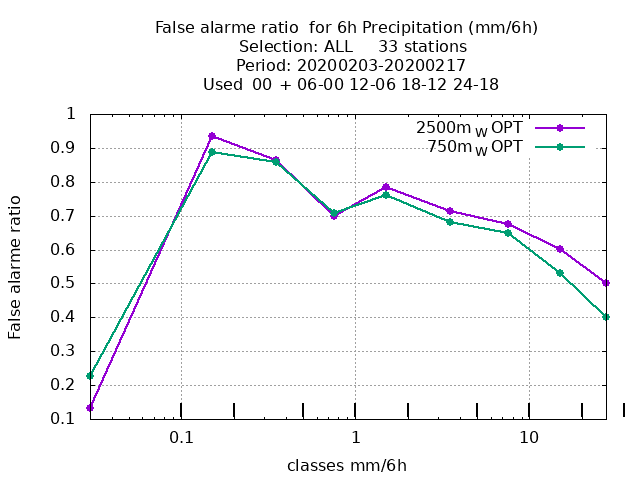 False alarme ratio  for 6h Precipitation (mm/6h)
Selection: ALL     33 stations
Period: 20200203-20200217
Used  00  + 06-00 12-06 18-12 24-18
2500m W OPT
750m W OPT
1
0.9
0.8
0.7
0.6
0.5
0.4
0.3
0.2
0.1
False alarme ratio
0.1 1 10
classes mm/6h